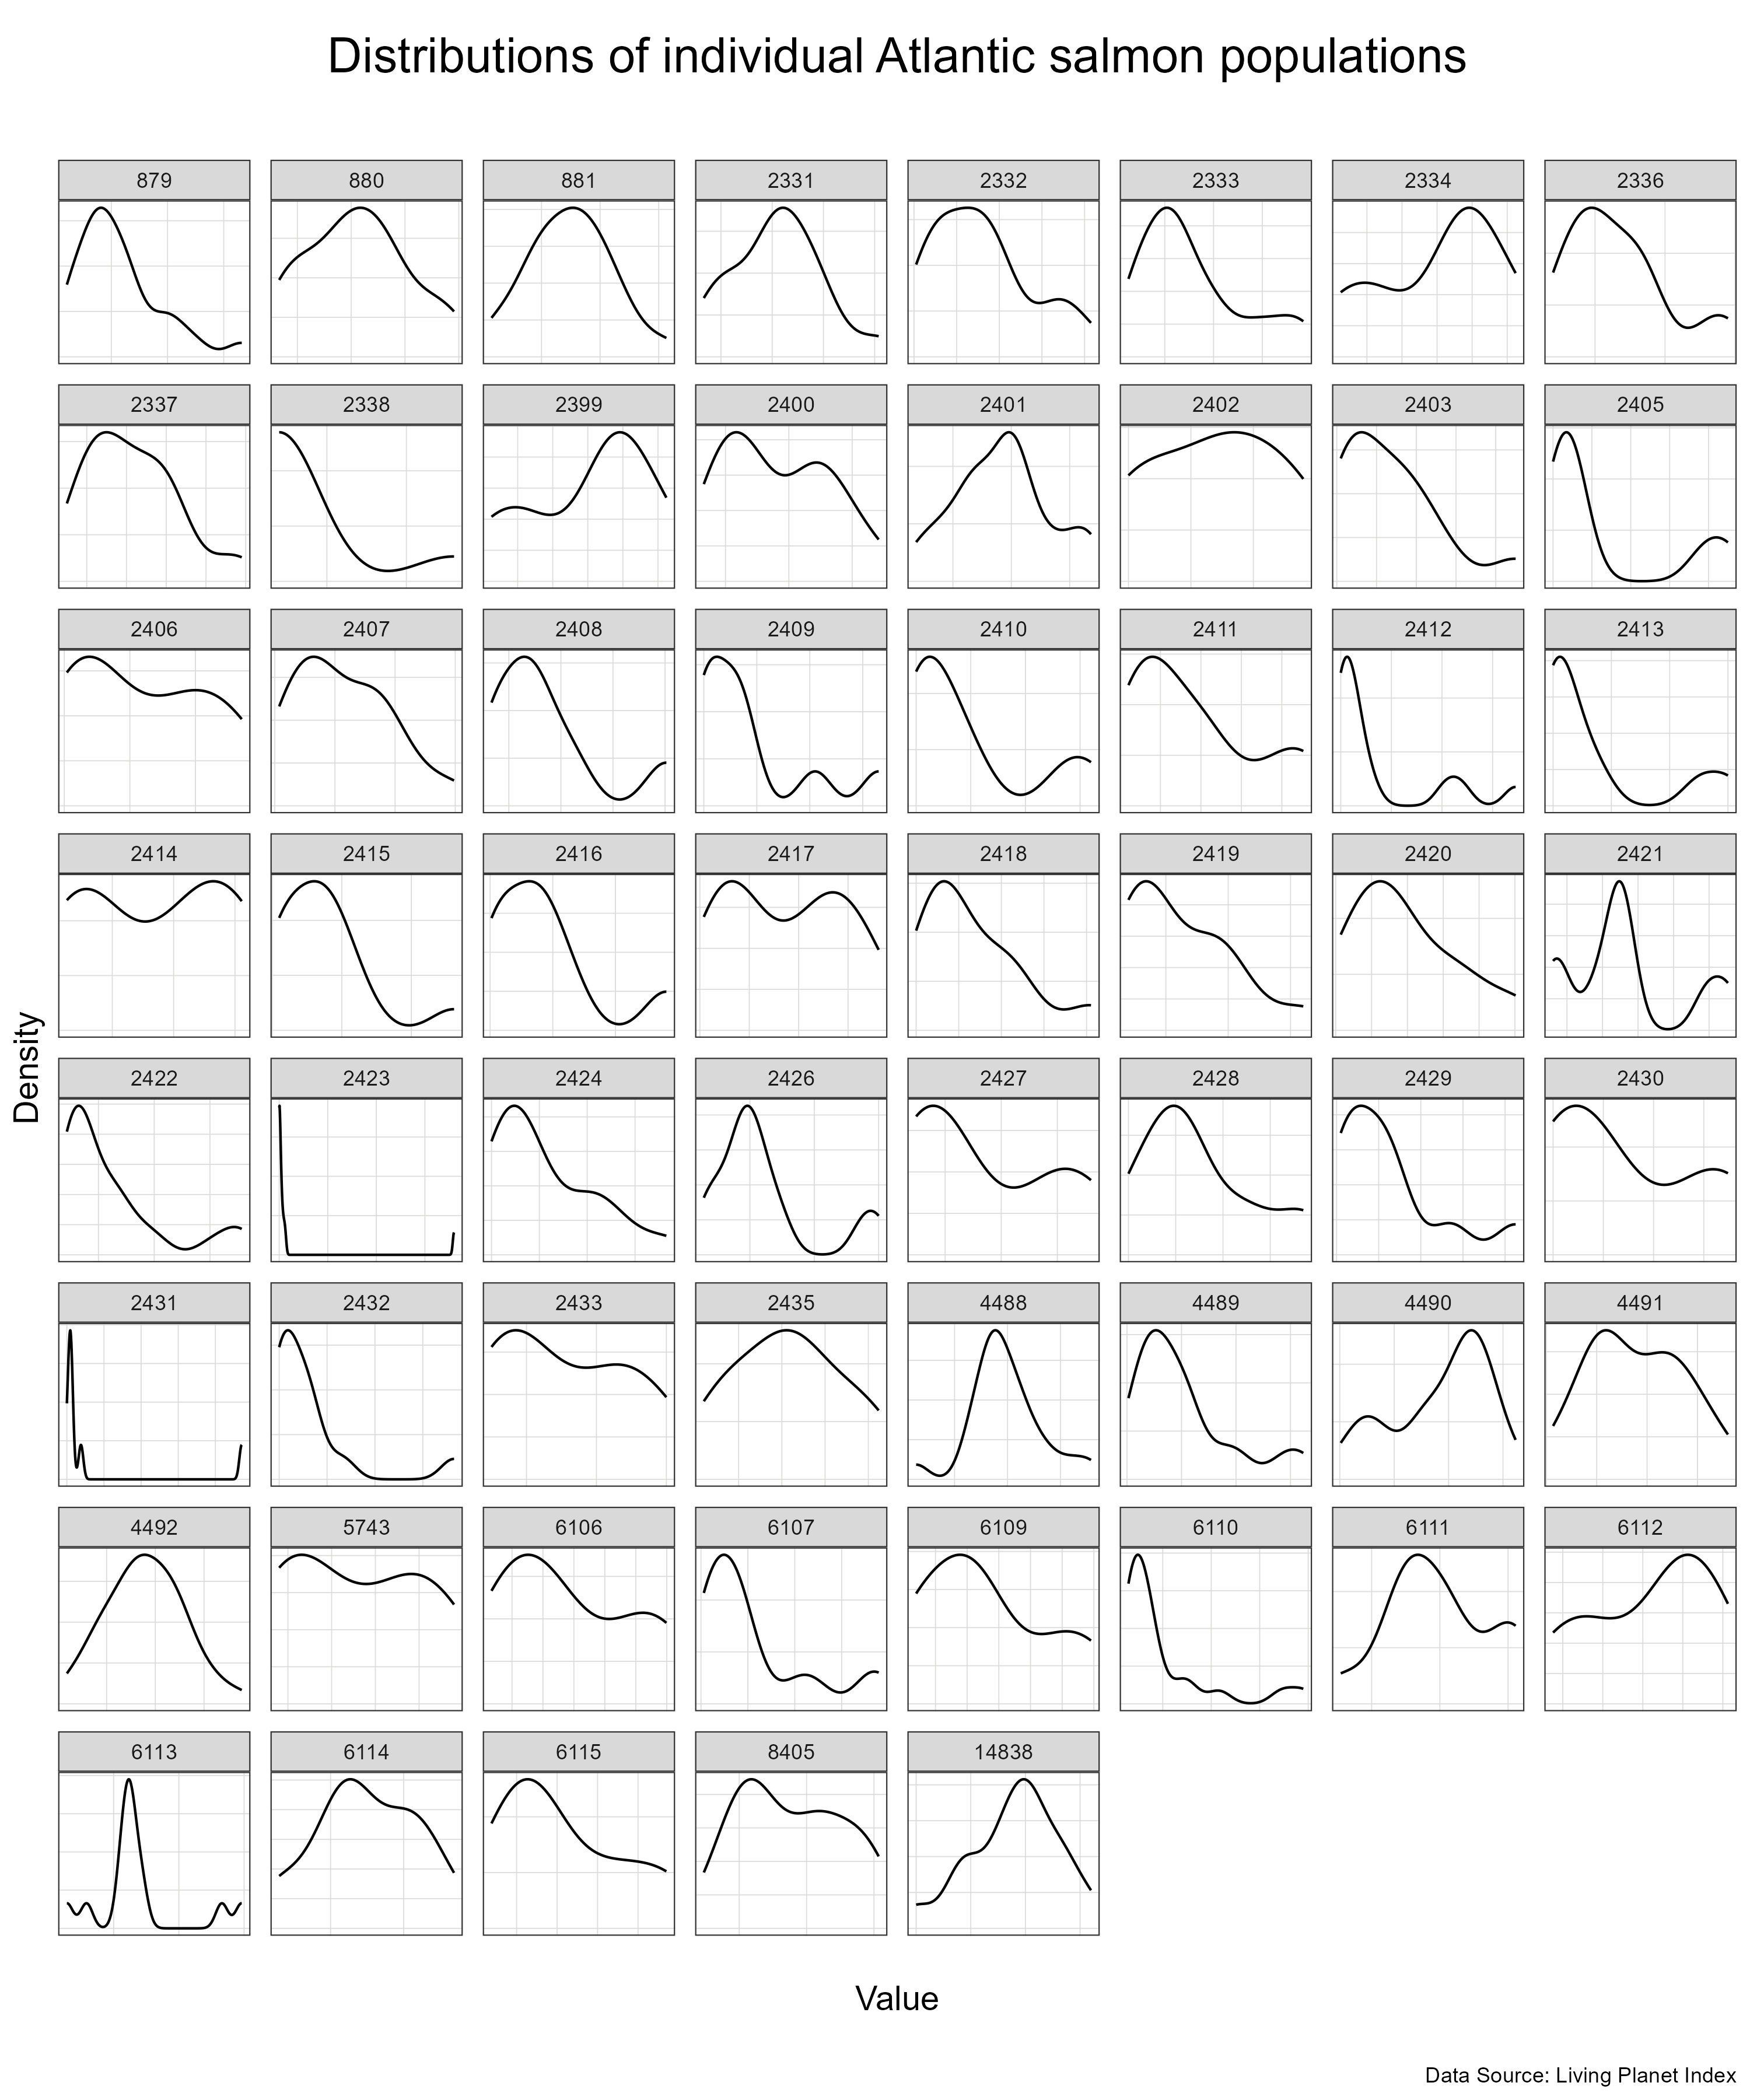 Distributions of individual Atlantic salmon populations
879 880 881 2331 2332 2333 2334 2336
2337 2338 2399 2400 2401 2402 2403 2405
2406 2407 2408 2409 2410 2411 2412 2413
2414 2415 2416 2417 2418 2419 2420 2421
Density
2422 2423 2424 2426 2427 2428 2429 2430
2431 2432 2433 2435 4488 4489 4490 4491
4492 5743 6106 6107 6109 6110 6111 6112
6113 6114 6115 8405 14838
Value
Data Source: Living Planet Index